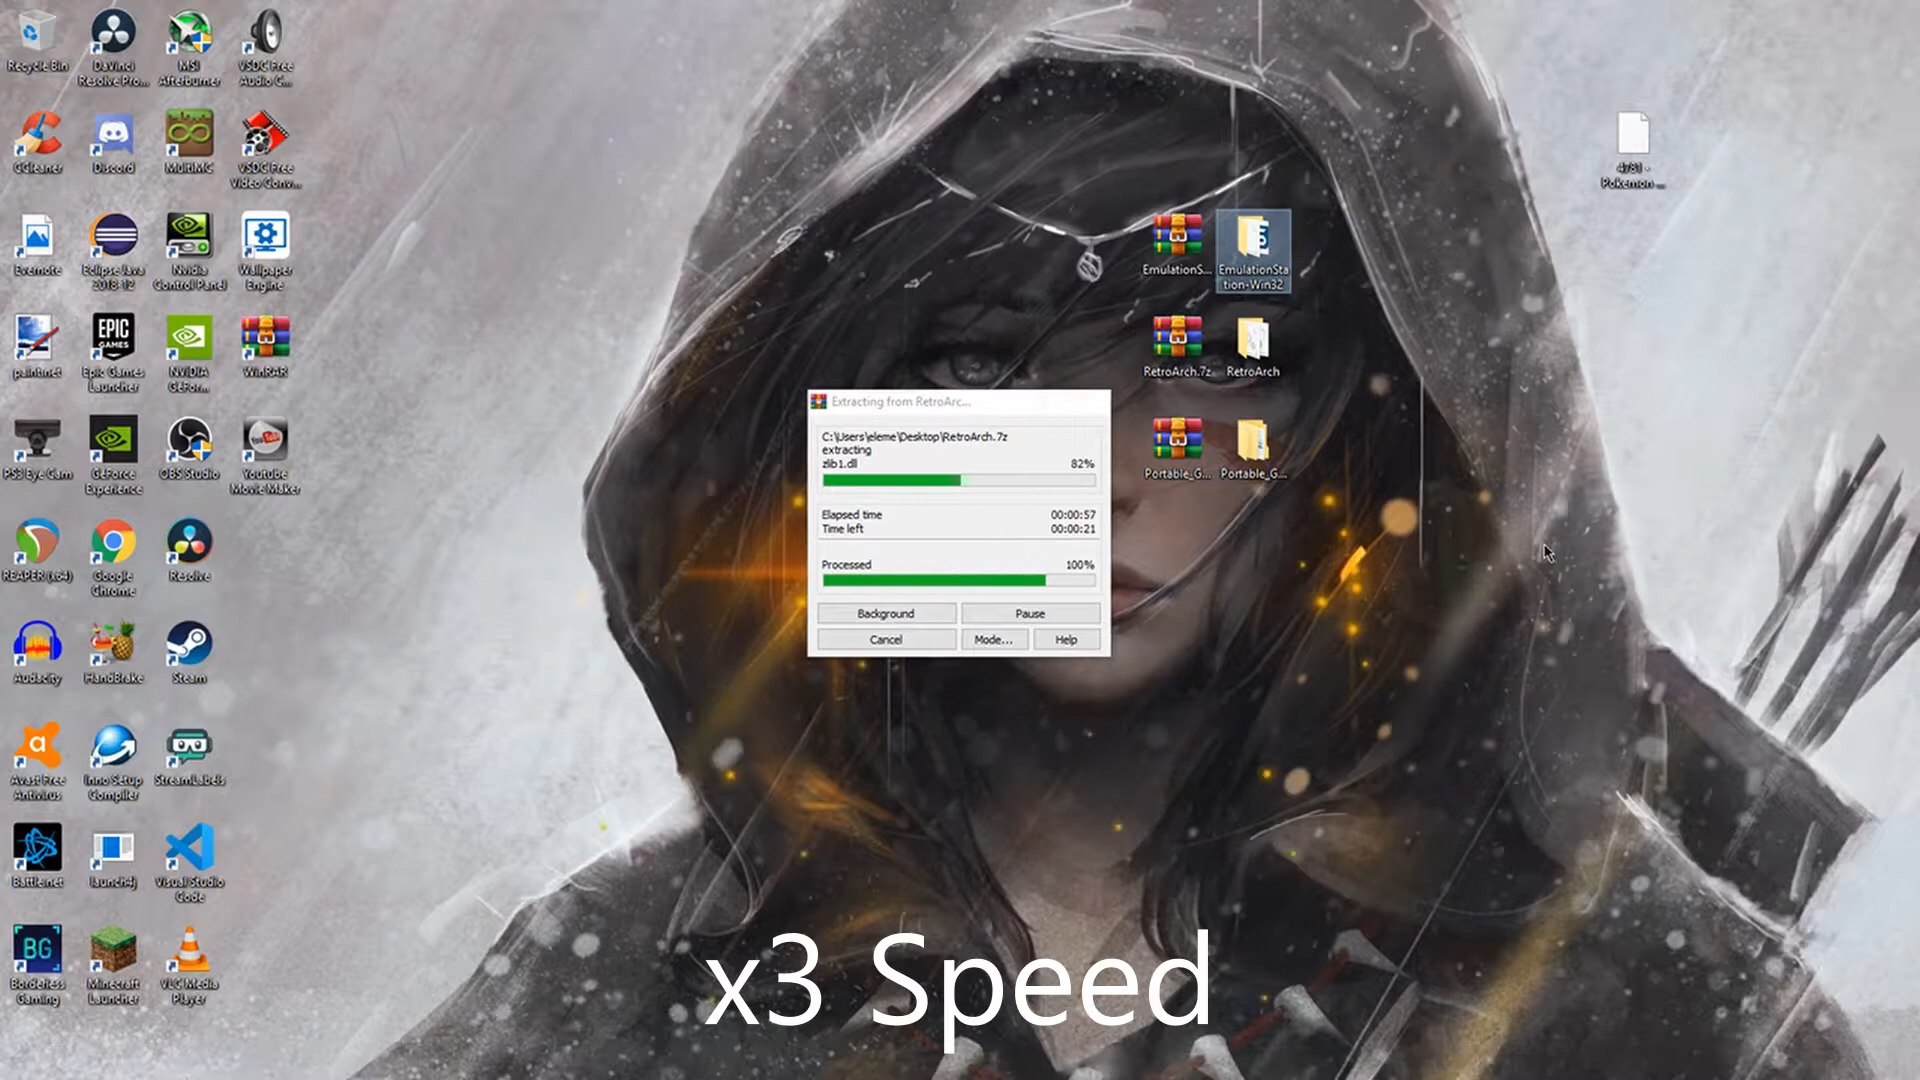 Recycle Bin
DaVinci
Resolve Pro...
MSI
Afterburner
VSDC Free
Audio C...
CCleaner
Discord
MultiMC
VSDC Free
Video Conv...
Evernote
Eclipse Java
2018-12
Nvidia
Control Panel
Wallpaper
Engine
paint.net
EPIC
GAMES
Epic Games
Launcher
NVIDIA
GeFor...
WinRAR
PS3 Eye Cam
GeForce
Experience
OBS Studio
You
Youtube
Movie Maker
REAPER (x64)
Google
Chrome
Resolve
Audacity
HandBrake
Steam
Avast Free
Antivirus
Inno Setup
Compiler
StreamLabels
Battle.net
launch4j
Visual Studio
Code
BG
Borderless
Gaming
Minecraft
Launcher
VLC Media
Player
4781 -
Pokemon ...
EmulationS...
EmulationSta
tion-Win32
RetroArch.7z
RetroArch
Portable_G...
Portable_G...
Extracting from RetroArc...
C:\Users\eleme\Desktop\RetroArch.7z
extracting
zlib1.dll 82%
Elapsed time 00:00:57
Time left 00:00:21
Processed 100%
Background Pause
Cancel Mode... Help
x3 Speed